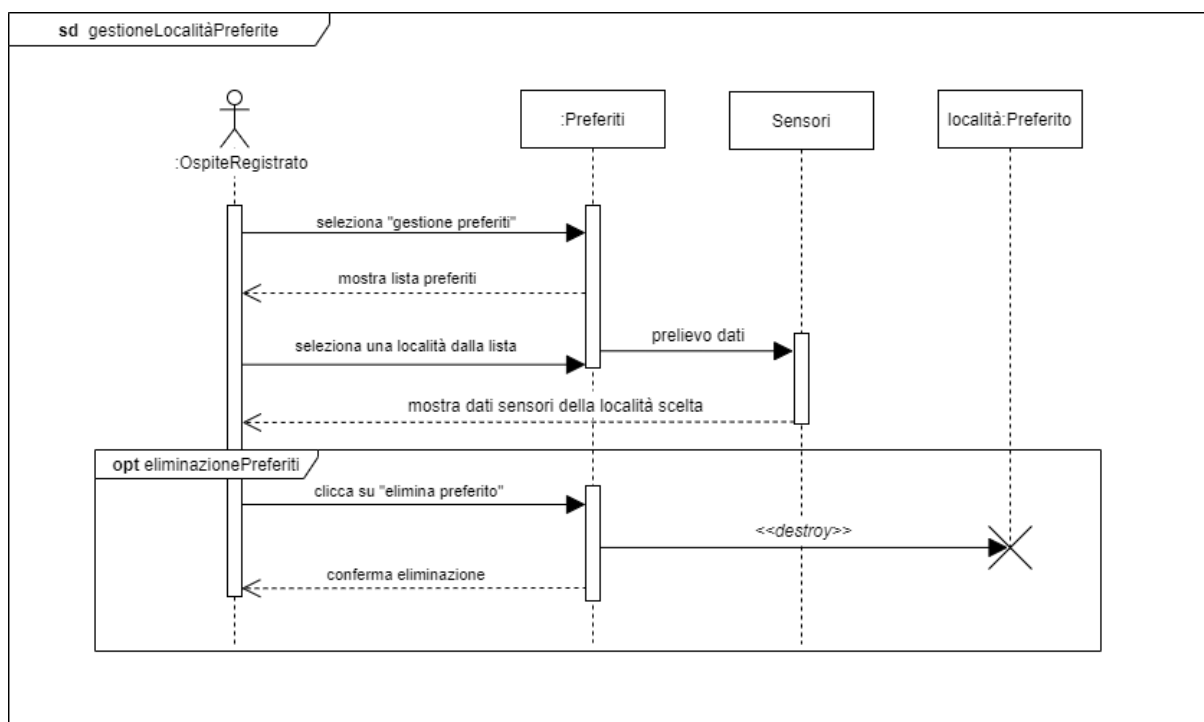 sd gestioneLocalitàPreferite
:OspiteRegistrato
:Preferiti
Sensori
località:Preferito
seleziona "gestione preferiti"
mostra lista preferiti
seleziona una località dalla lista
prelievo dati
mostra dati sensori della località scelta
opt eliminazionePreferiti
clicca su "elimina preferito"
<<destroy>>
conferma eliminazione